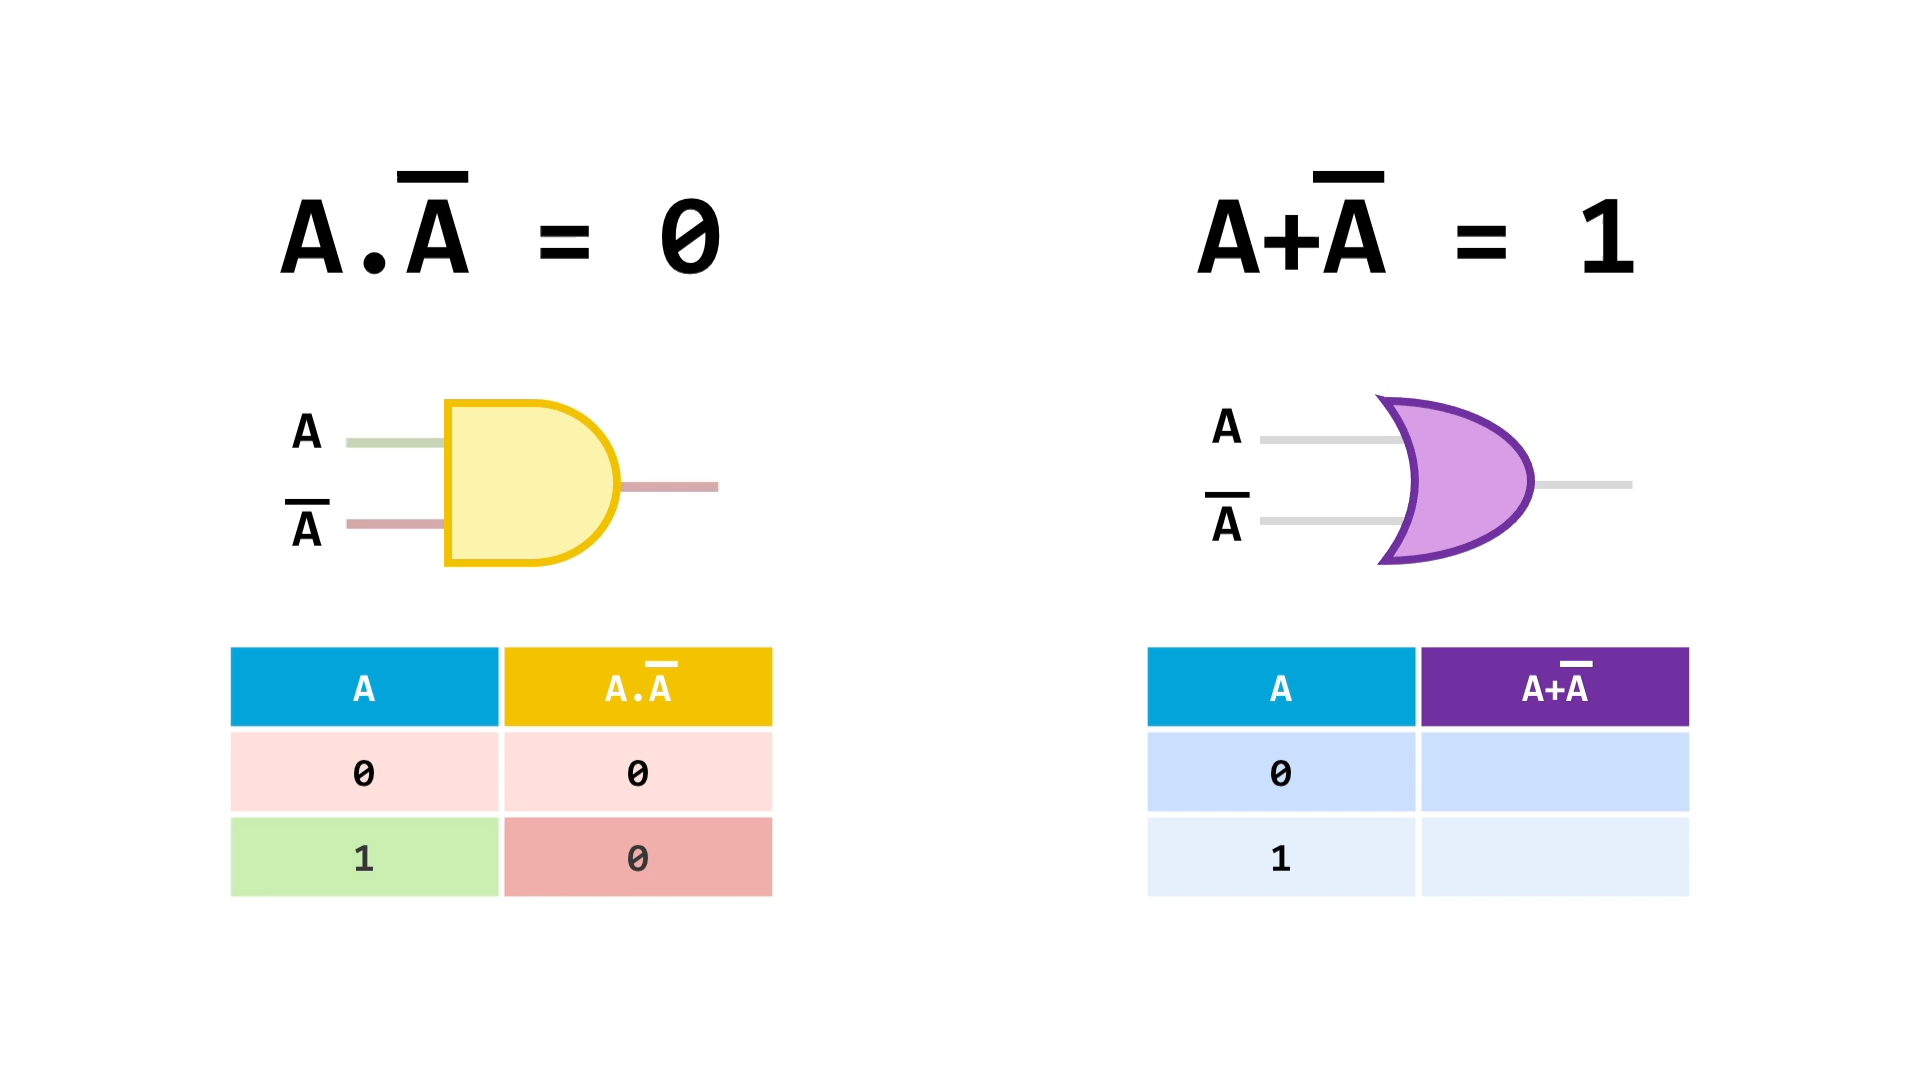 A.A̅ = 0
A+A̅ = 1
A
A̅
A
A̅
A A.A̅
0 0
1 0
A A+A̅
0
1